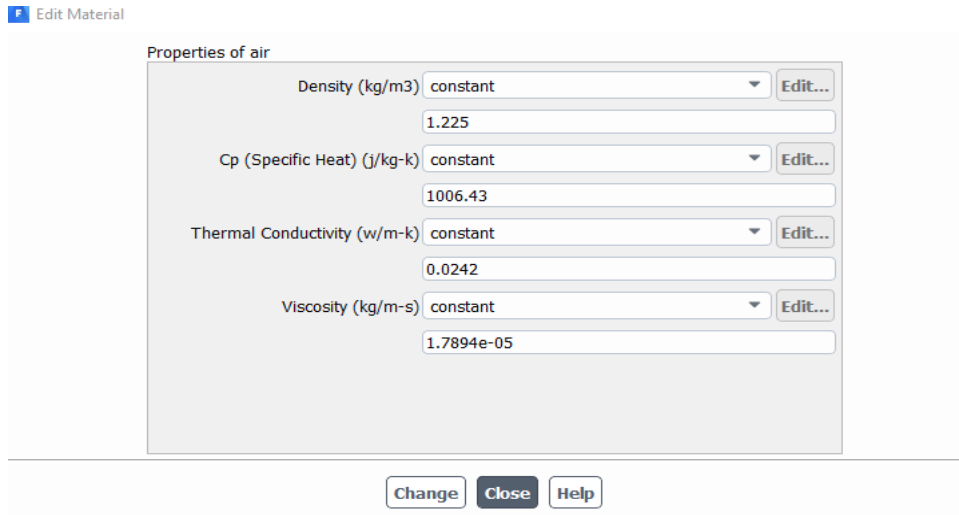 F Edit Material
Properties of air
Density (kg/m3) constant Edit...
1.225
Cp (Specific Heat) (j/kg-k) constant Edit...
1006.43
Thermal Conductivity (w/m-k) constant Edit...
0.0242
Viscosity (kg/m-s) constant Edit...
1.7894e-05
Change Close Help